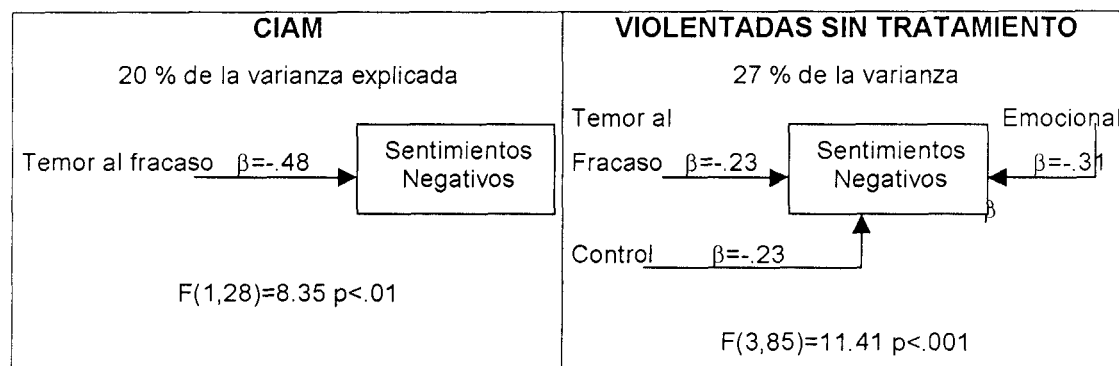 CIAM
20 % de la varianza explicada
Temor al fracaso β=-.48
Sentimientos
Negativos
F(1,28)=8.35 p<.01
VIOLENTADAS SIN TRATAMIENTO
27 % de la varianza
Temor al
Fracaso β=-.23
Sentimientos
Negativos
Emocional
β=-.31
β
Control β=-.23
F(3,85)=11.41 p<.001